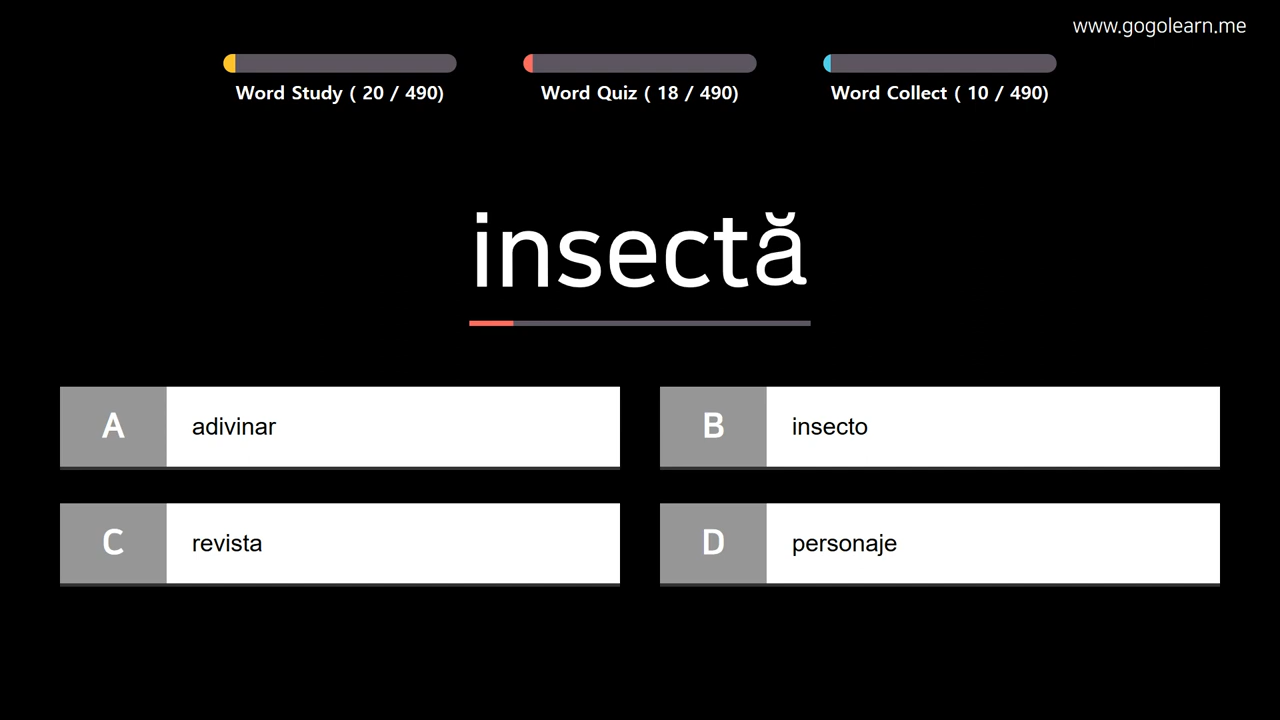 www.gogolearn.me
Word Study ( 20 / 490)
Word Quiz ( 18 / 490)
Word Collect ( 10 / 490)
insectă
A adivinar
B insecto
C revista
D personaje